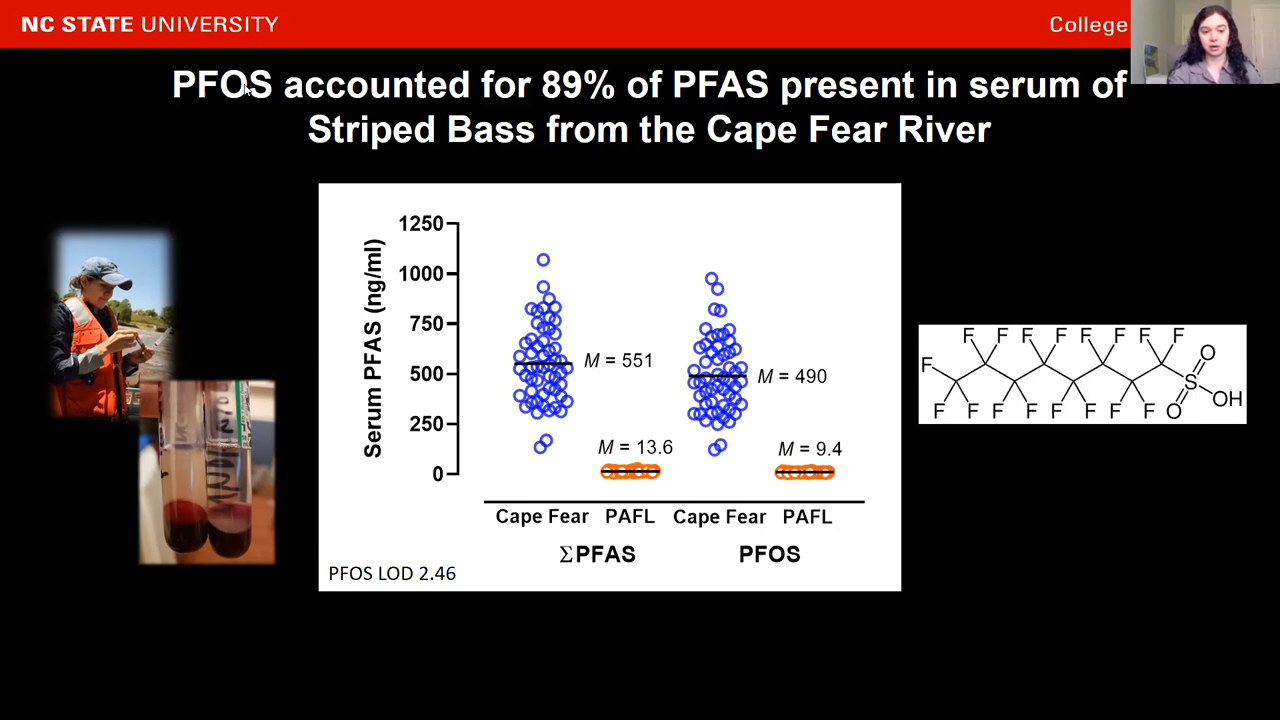 NC STATE UNIVERSITY
College
PFOS accounted for 89% of PFAS present in serum of
Striped Bass from the Cape Fear River
Serum PFAS (ng/ml)
1250
1000
750
500
250
0
M = 551
M = 13.6
M = 490
M = 9.4
Cape Fear PAFL Cape Fear PAFL
ΣPFAS PFOS
PFOS LOD 2.46
F F F F F F F F
F
F F F F F F F F
O
S
OH
O